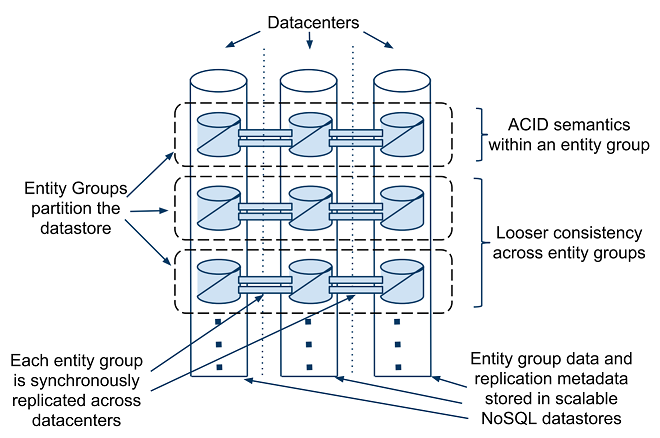 Datacenters
ACID semantics
within an entity group
Entity Groups
partition the
datastore
Looser consistency
across entity groups
Each entity group
is synchronously
replicated across
datacenters
Entity group data and
replication metadata
stored in scalable
NoSQL datastores